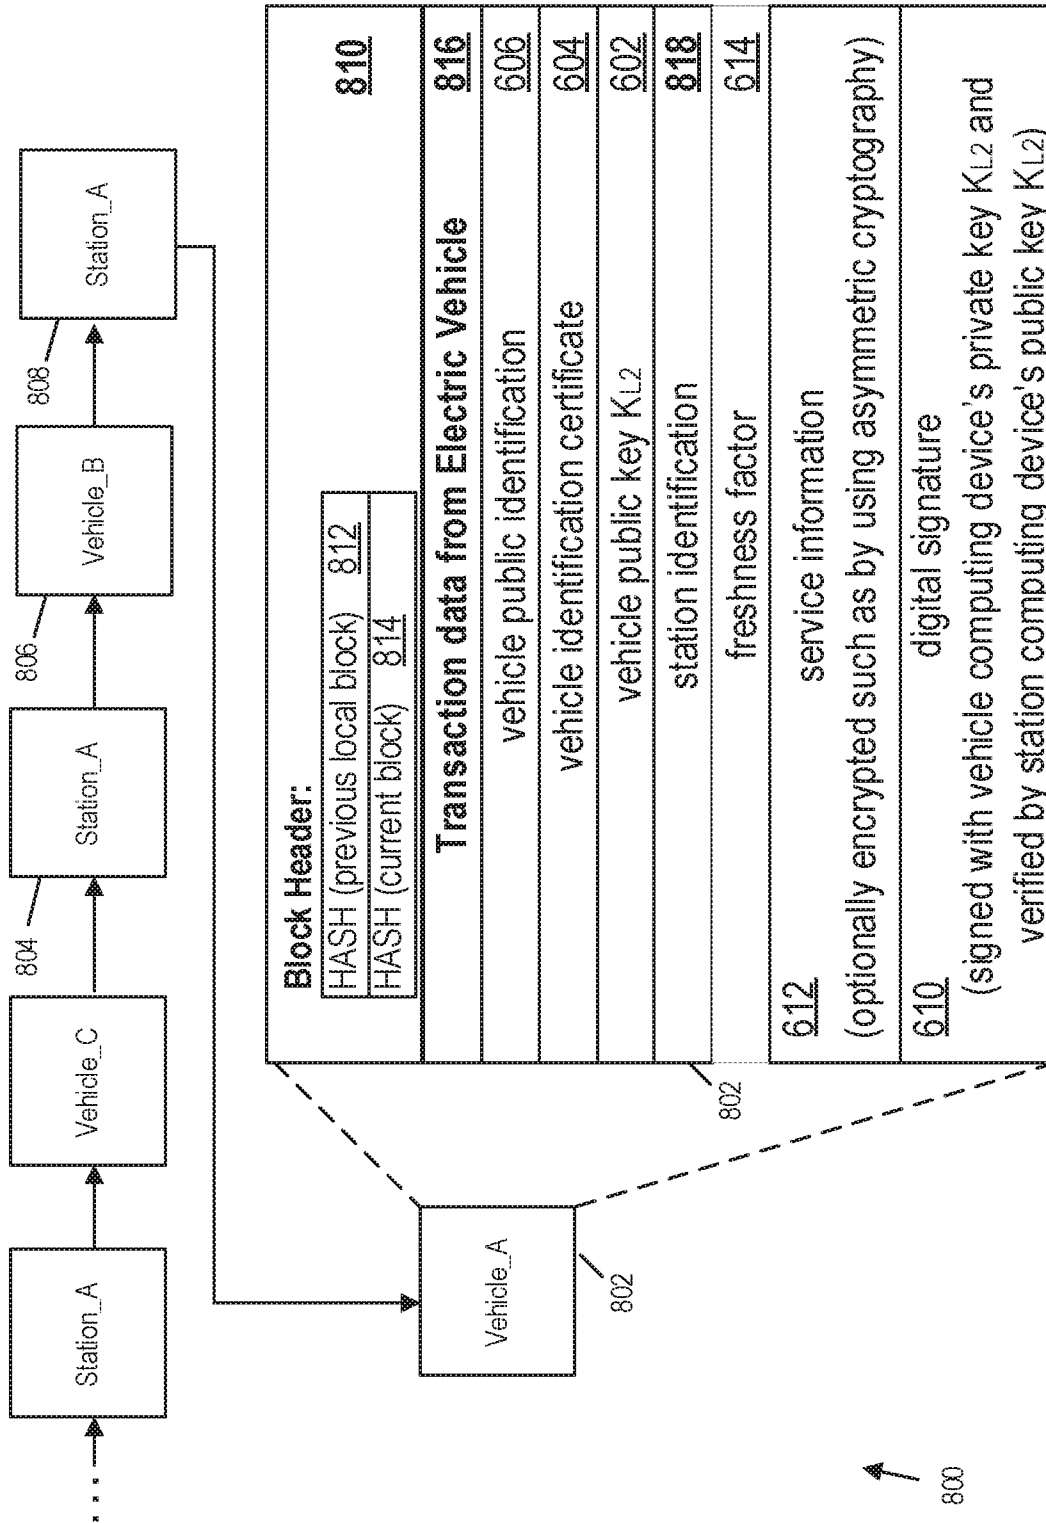 ....
Station_A
Vehicle_C
Station_A
804
Vehicle_B
806
Station_A
808
Vehicle_A
802
802
Block Header:
HASH (previous local block) 812
HASH (current block) 814
810
Transaction data from Electric Vehicle 816
vehicle public identification 606
vehicle identification certificate 604
vehicle public key KL2 602
station identification 818
freshness factor 614
612 service information
(optionally encrypted such as by using asymmetric cryptography)
610 digital signature
(signed with vehicle computing device's private key KL2 and
verified by station computing device's public key KL2)
800